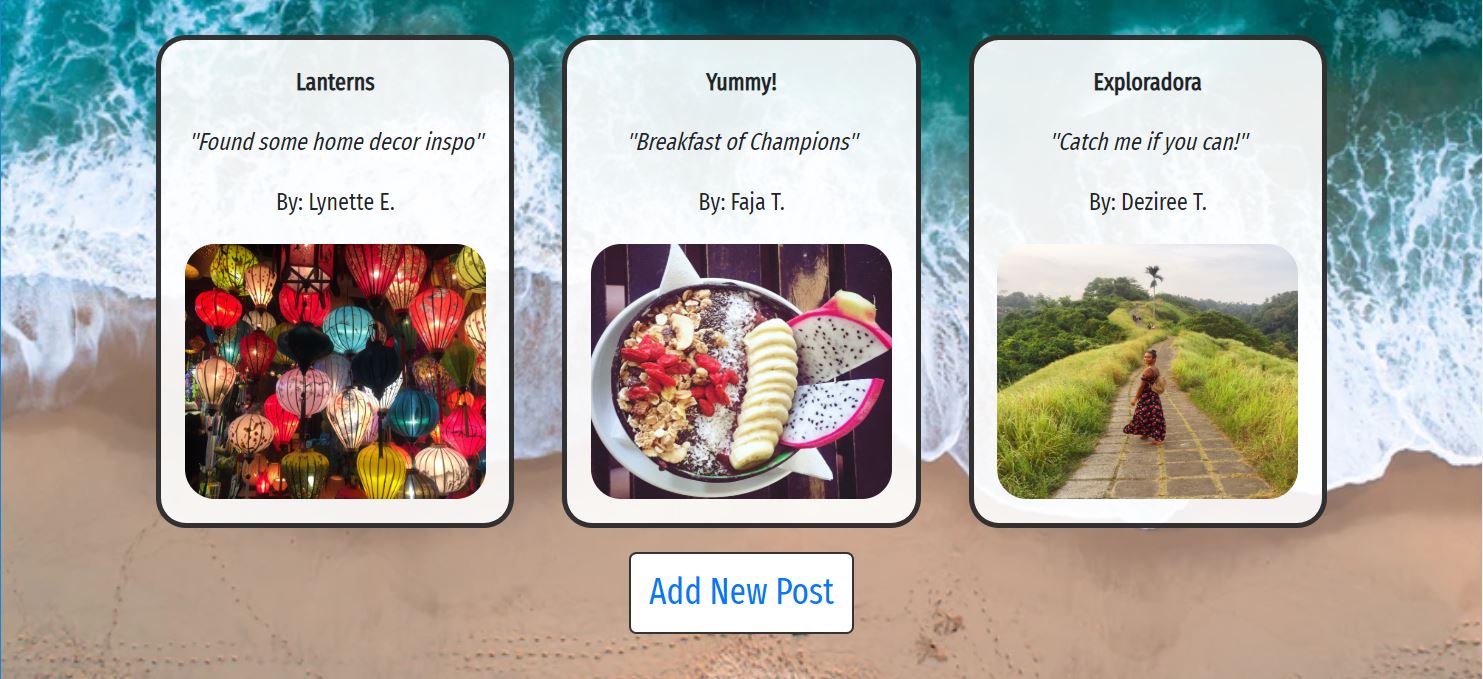 Lanterns
"Found some home decor inspo"
By: Lynette E.
Yummy!
"Breakfast of Champions"
By: Faja T.
Exploradora
"Catch me if you can!"
By: Deziree T.
Add New Post